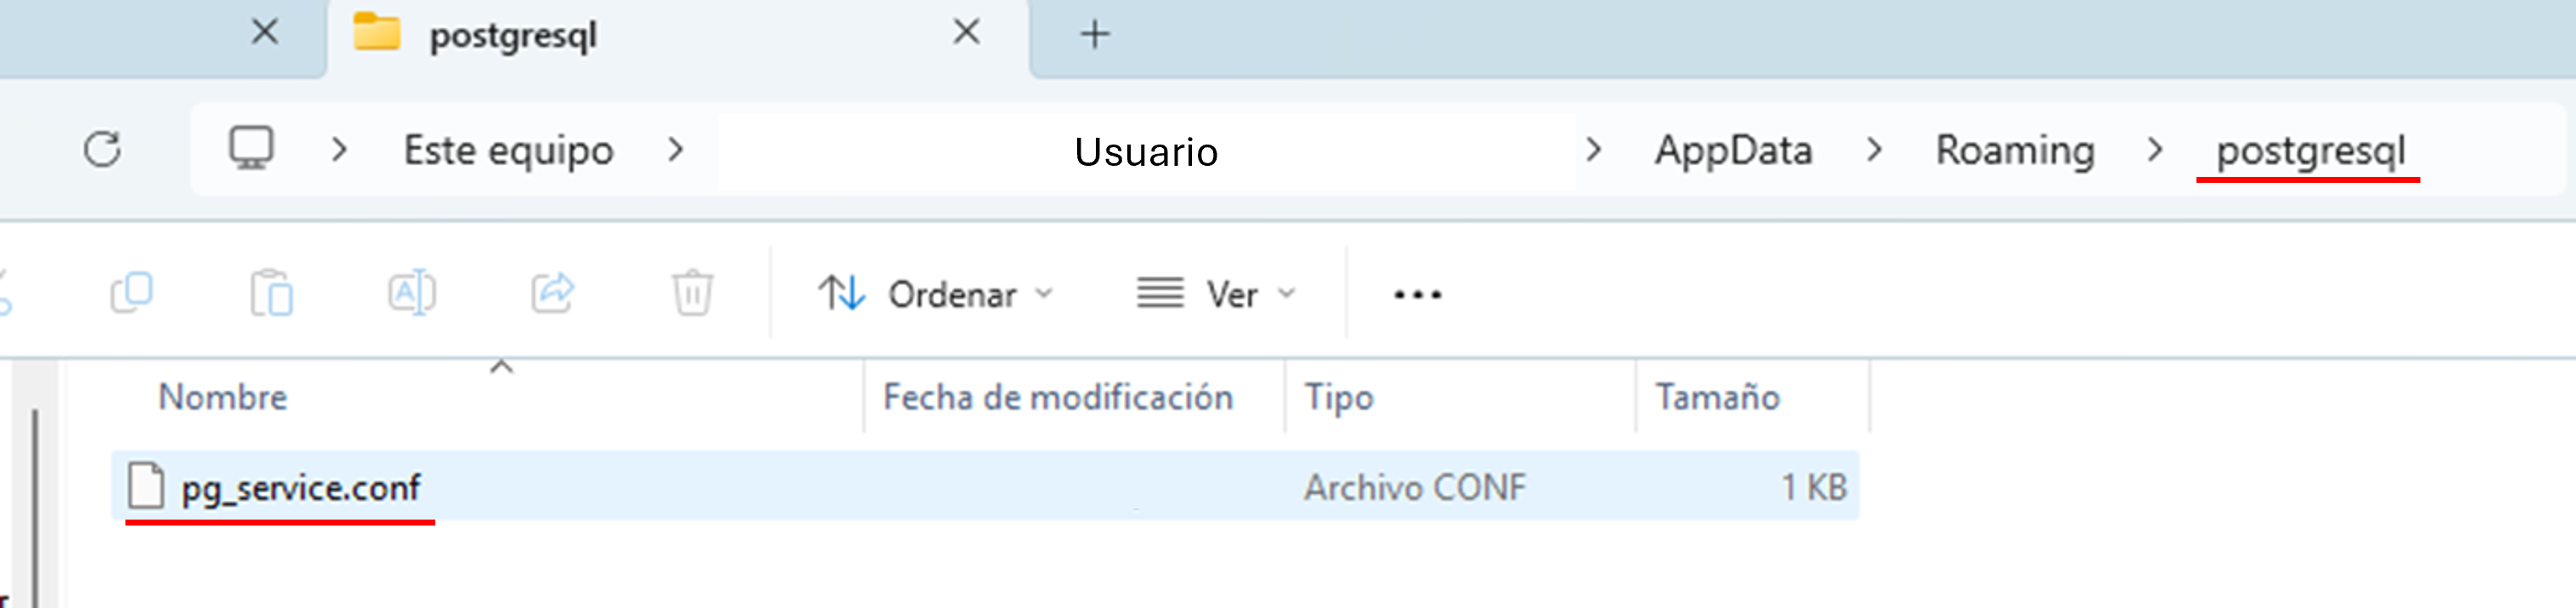 postgresql
Este equipo > Usuario > AppData > Roaming > postgresql
Ordenar Ver ...
Nombre Fecha de modificación Tipo Tamaño
pg_service.conf Archivo CONF 1 KB